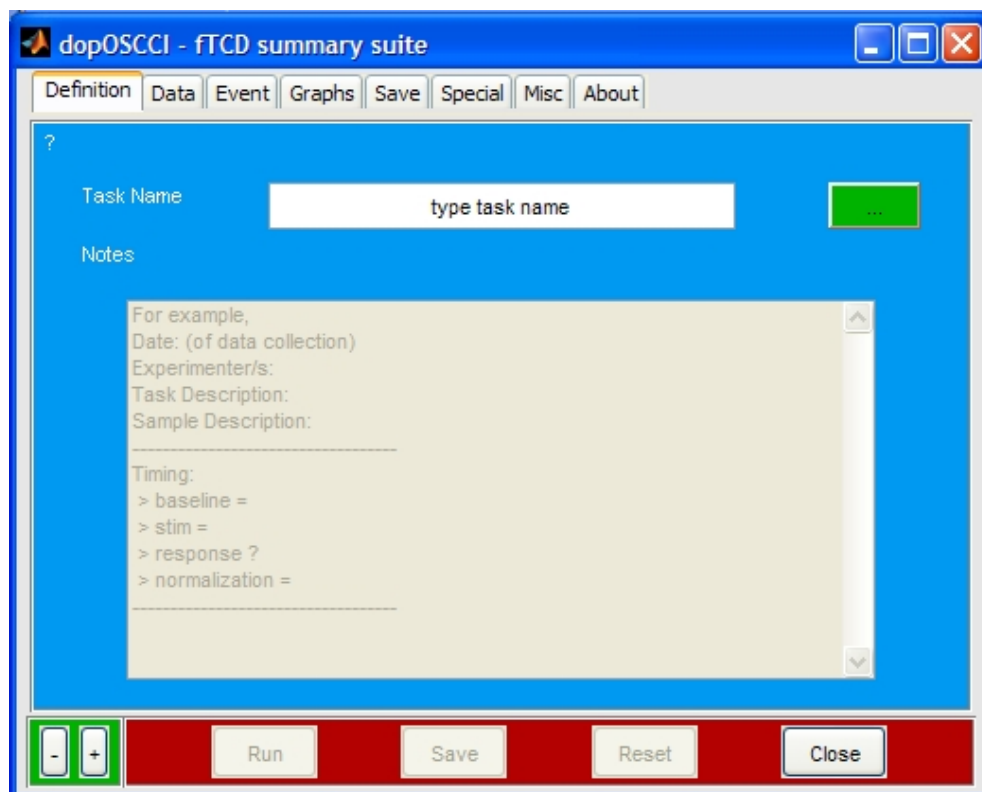 dopOSCCI - fTCD summary suite
Definition Data Event Graphs Save Special Misc About
?
Task Name type task name ...
Notes
For example,
Date: (of data collection)
Experimenter/s:
Task Description:
Sample Description:
-----------------------------------
Timing:
> baseline =
> stim =
> response ?
> normalization =
-----------------------------------
- + Run Save Reset Close